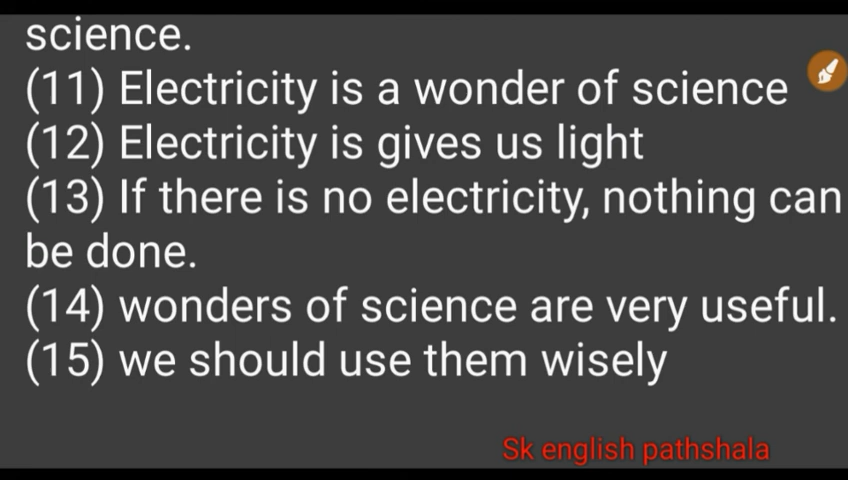 science.
(11) Electricity is a wonder of science
(12) Electricity is gives us light
(13) If there is no electricity, nothing can
be done.
(14) wonders of science are very useful.
(15) we should use them wisely
Sk english pathshala